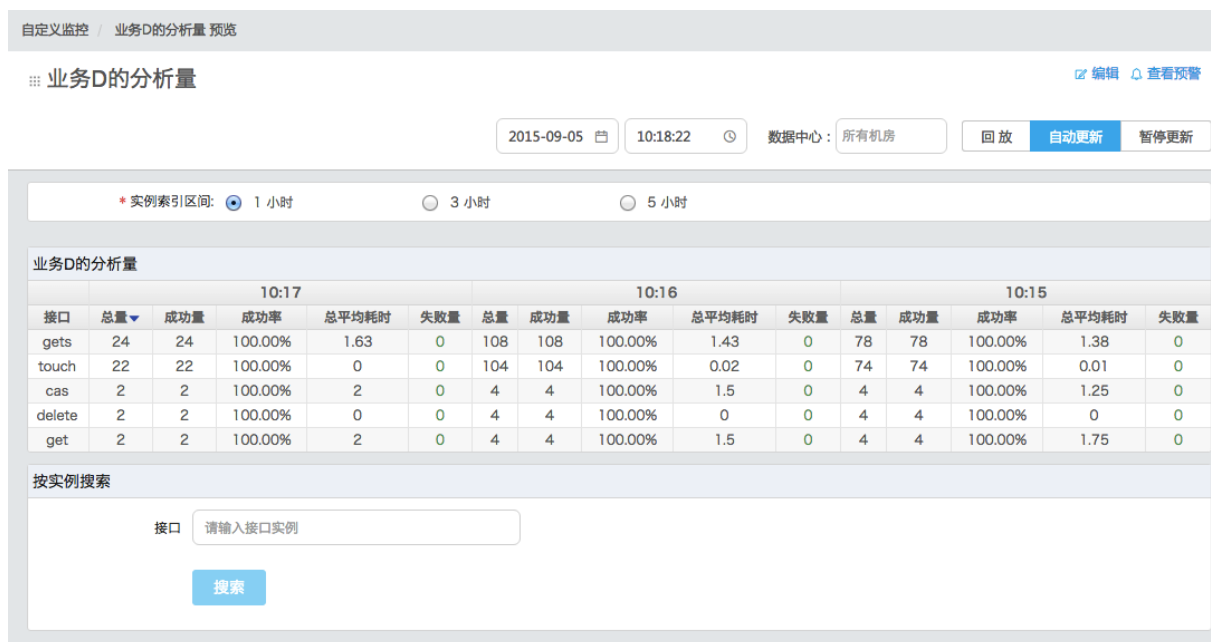 自定义监控 / 业务D的分析量 预览
业务D的分析量 编辑 查看预警
2015-09-05 10:18:22 数据中心： 所有机房 回 放 自动更新 暂停更新
* 实例索引区间: 1 小时 3 小时 5 小时
业务D的分析量
10:17 10:16 10:15
接口 总量 成功量 成功率 总平均耗时 失败量 总量 成功量 成功率 总平均耗时 失败量 总量 成功量 成功率 总平均耗时 失败量
gets 24 24 100.00% 1.63 0 108 108 100.00% 1.43 0 78 78 100.00% 1.38 0
touch 22 22 100.00% 0 0 104 104 100.00% 0.02 0 74 74 100.00% 0.01 0
cas 2 2 100.00% 2 0 4 4 100.00% 1.5 0 4 4 100.00% 1.25 0
delete 2 2 100.00% 0 0 4 4 100.00% 0 0 4 4 100.00% 0 0
get 2 2 100.00% 2 0 4 4 100.00% 1.5 0 4 4 100.00% 1.75 0
按实例搜索
接口 请输入接口实例
搜索